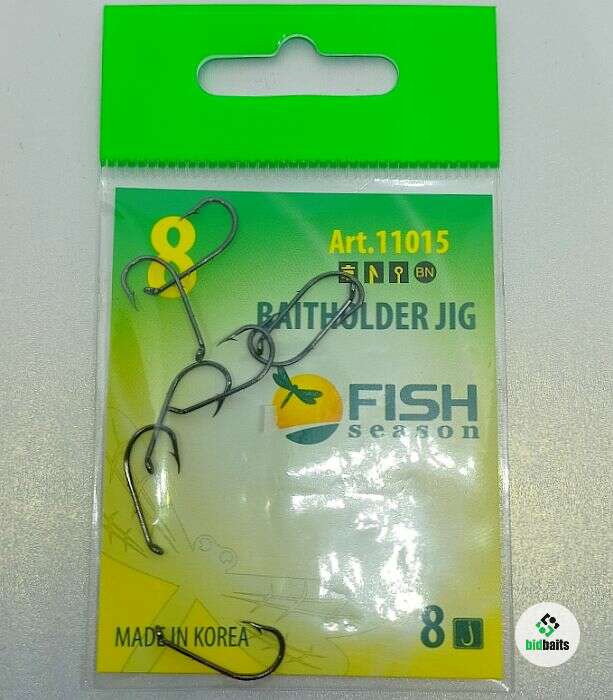 8
Art.11015
BN
BAITHOLDER JIG
FISH
season
MADE IN KOREA
8
bidbaits